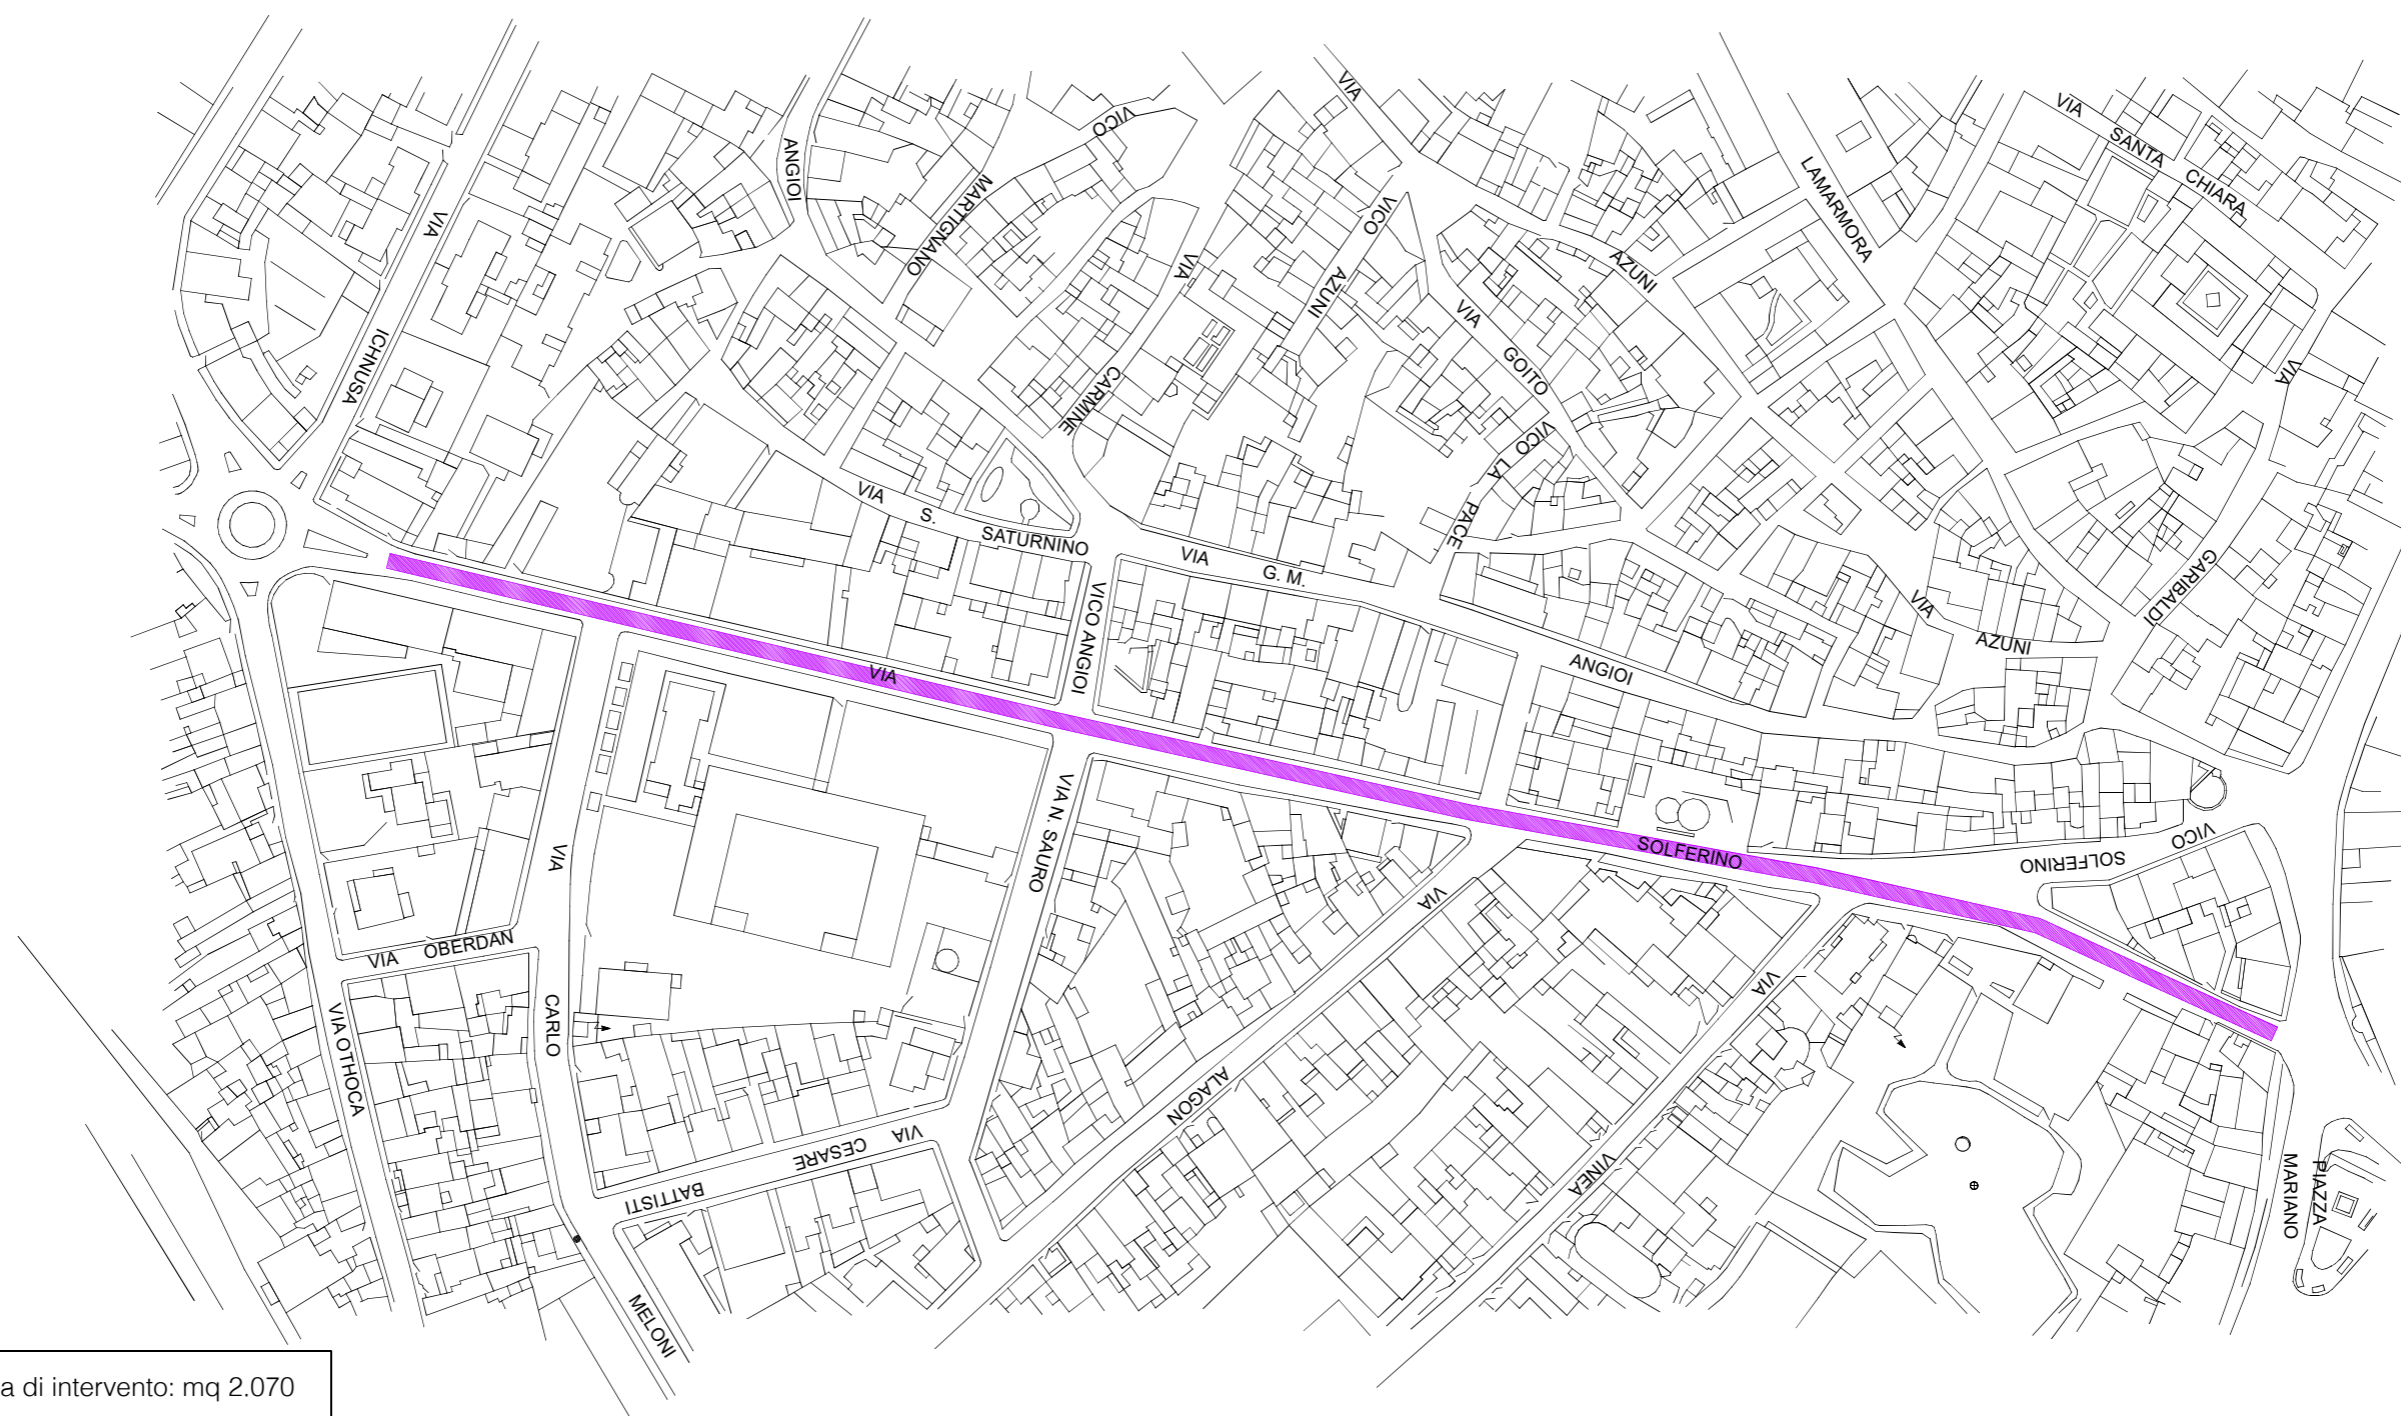 VIA
VIA
SANTA
CHIARA
VICO
ANGIOI
LAMARMORA
MARTIGNANO
VIA
VICO
AZUNI
VIA
AZUNI
VIA
GOITO
ICHNUSA
CARMINE
VIA
VICO
LA
PACE
VIA
S.
SATURNINO
VIA
G. M.
ANGIOI
VICO ANGIOI
GARIBALDI
VIA
AZUNI
VIA
SOLFERINO
VICO
SOLFERINO
VIA N. SAURO
VIA
CARLO
MELONI
VIA
ALAGON
VIA
VINEA
VIA
OBERDAN
VIA OTHOCA
VIA
CESARE
BATTISTI
PIAZZA
MARIANO
a di intervento: mq 2.070